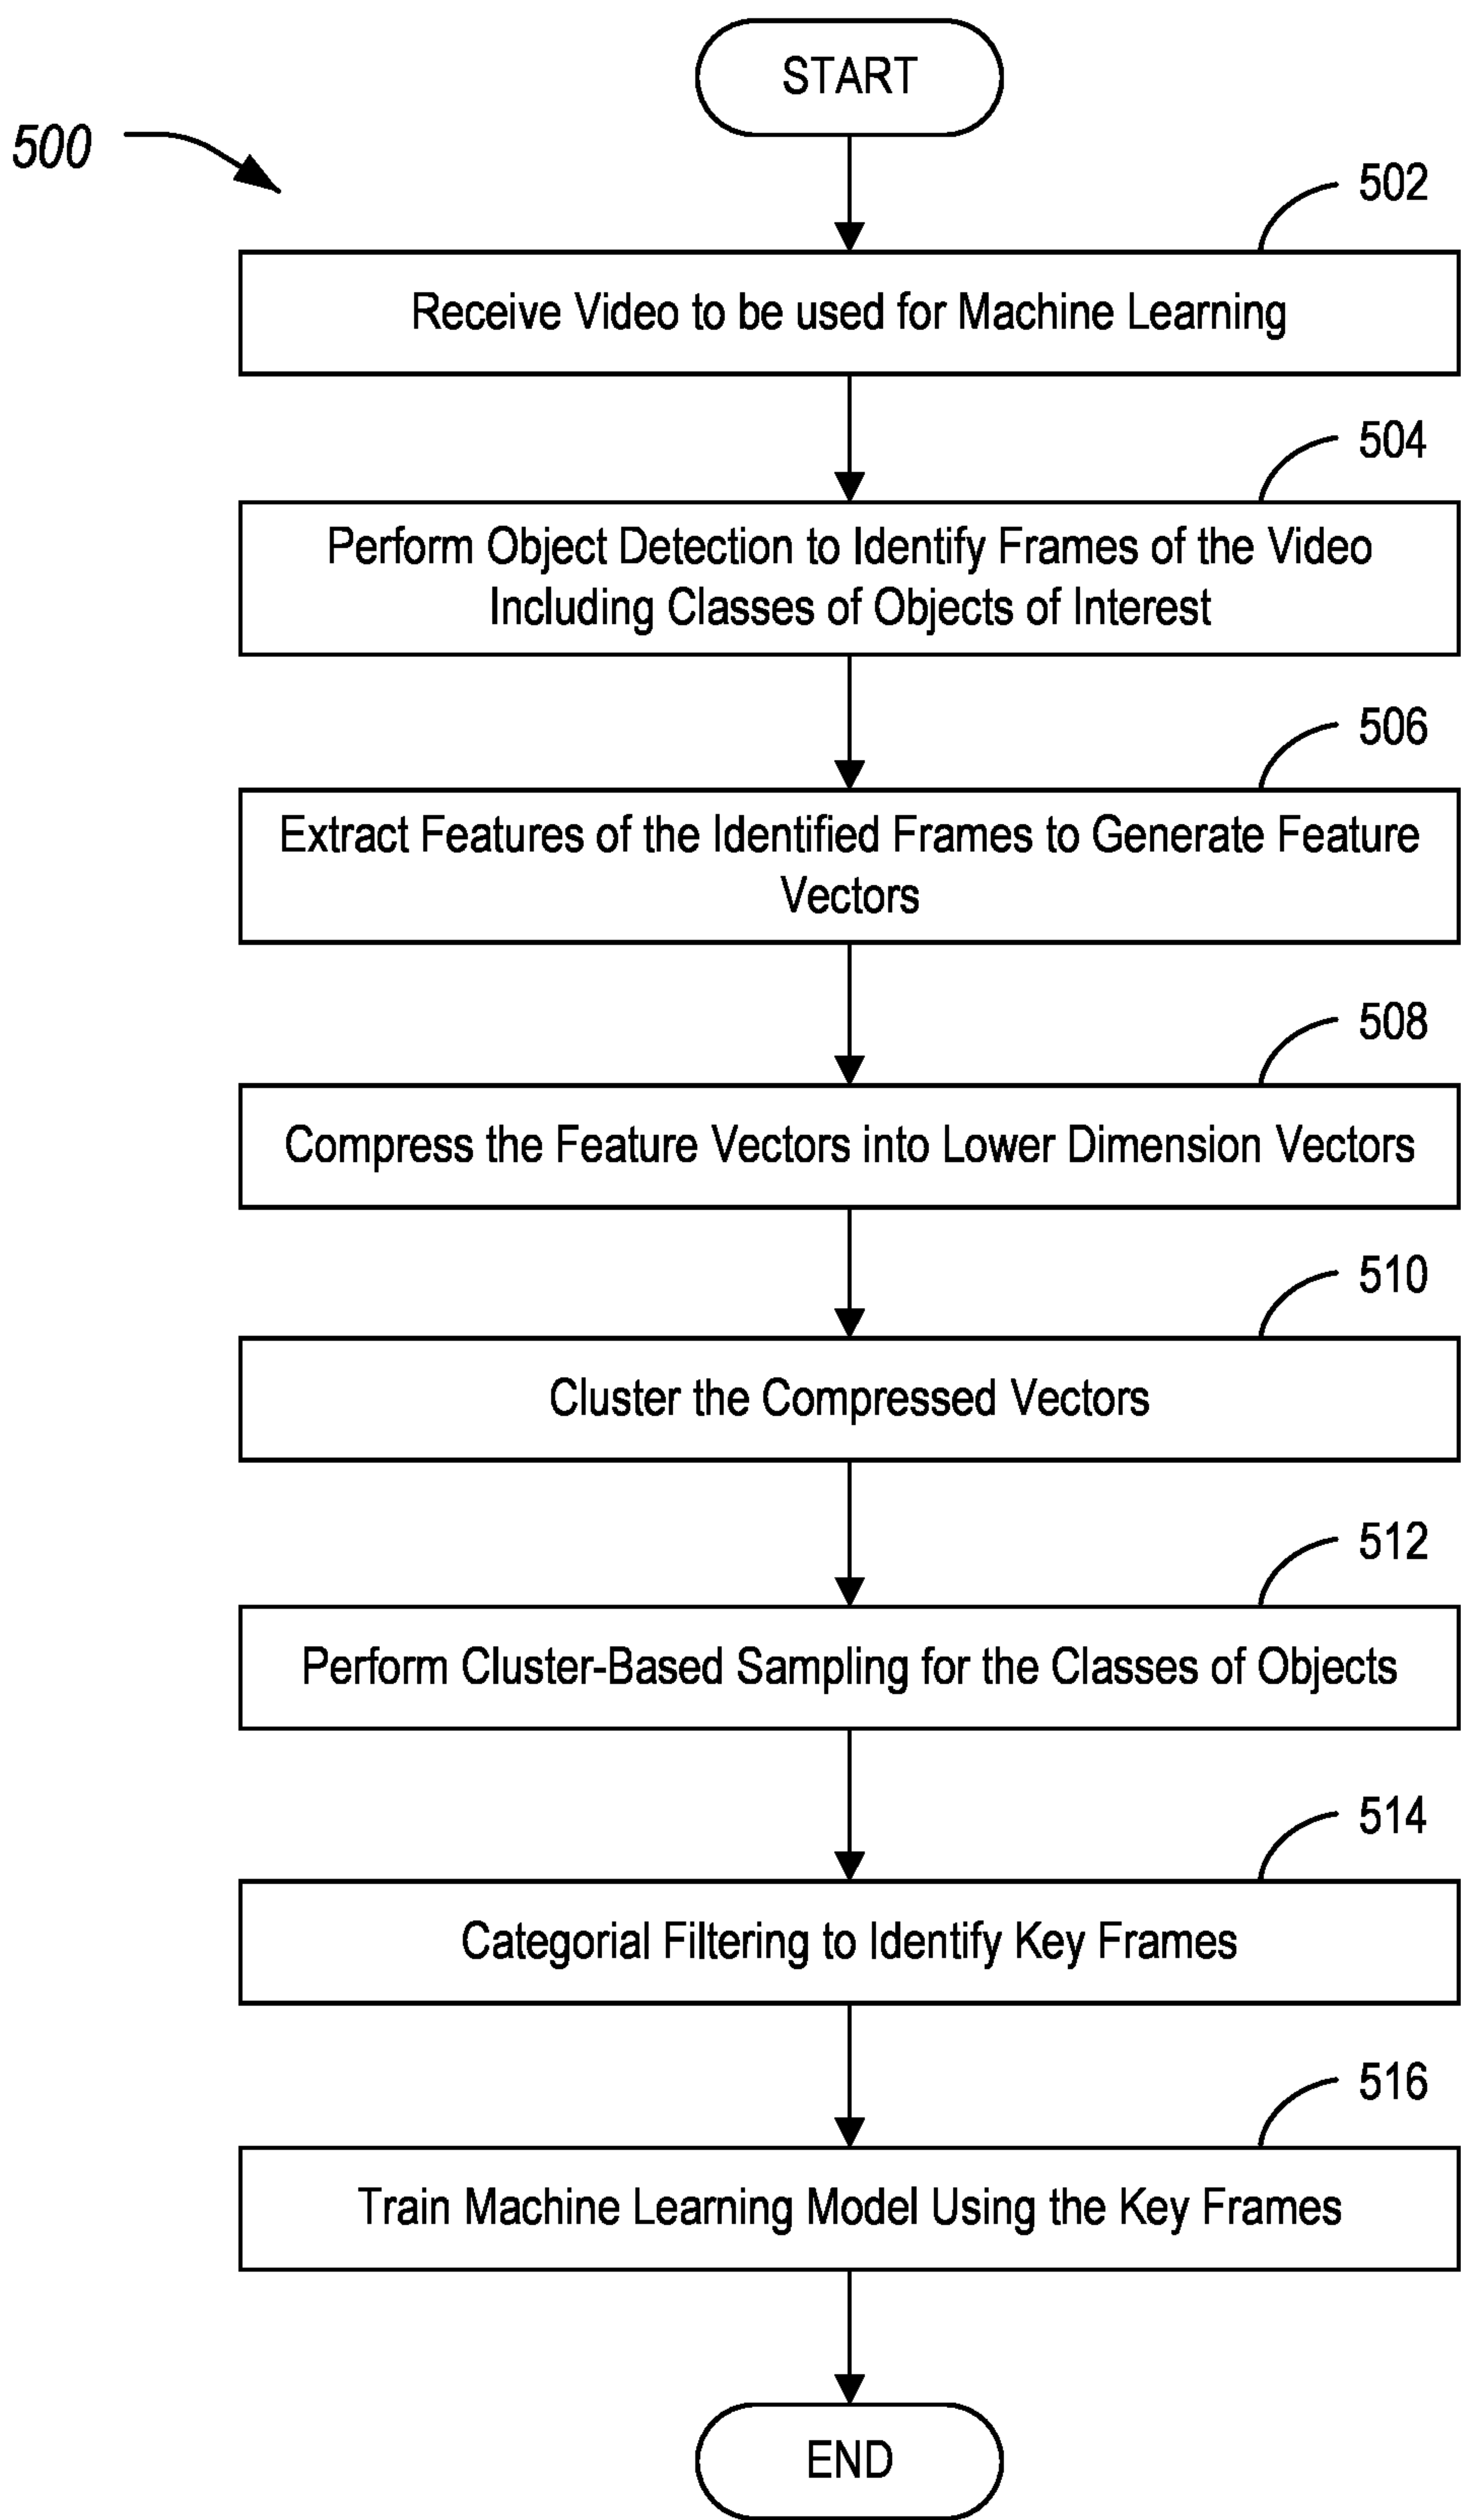 START
500
502
Receive Video to be used for Machine Learning
504
Perform Object Detection to Identify Frames of the Video
Including Classes of Objects of Interest
506
Extract Features of the Identified Frames to Generate Feature
Vectors
508
Compress the Feature Vectors into Lower Dimension Vectors
510
Cluster the Compressed Vectors
512
Perform Cluster-Based Sampling for the Classes of Objects
514
Categorial Filtering to Identify Key Frames
516
Train Machine Learning Model Using the Key Frames
END